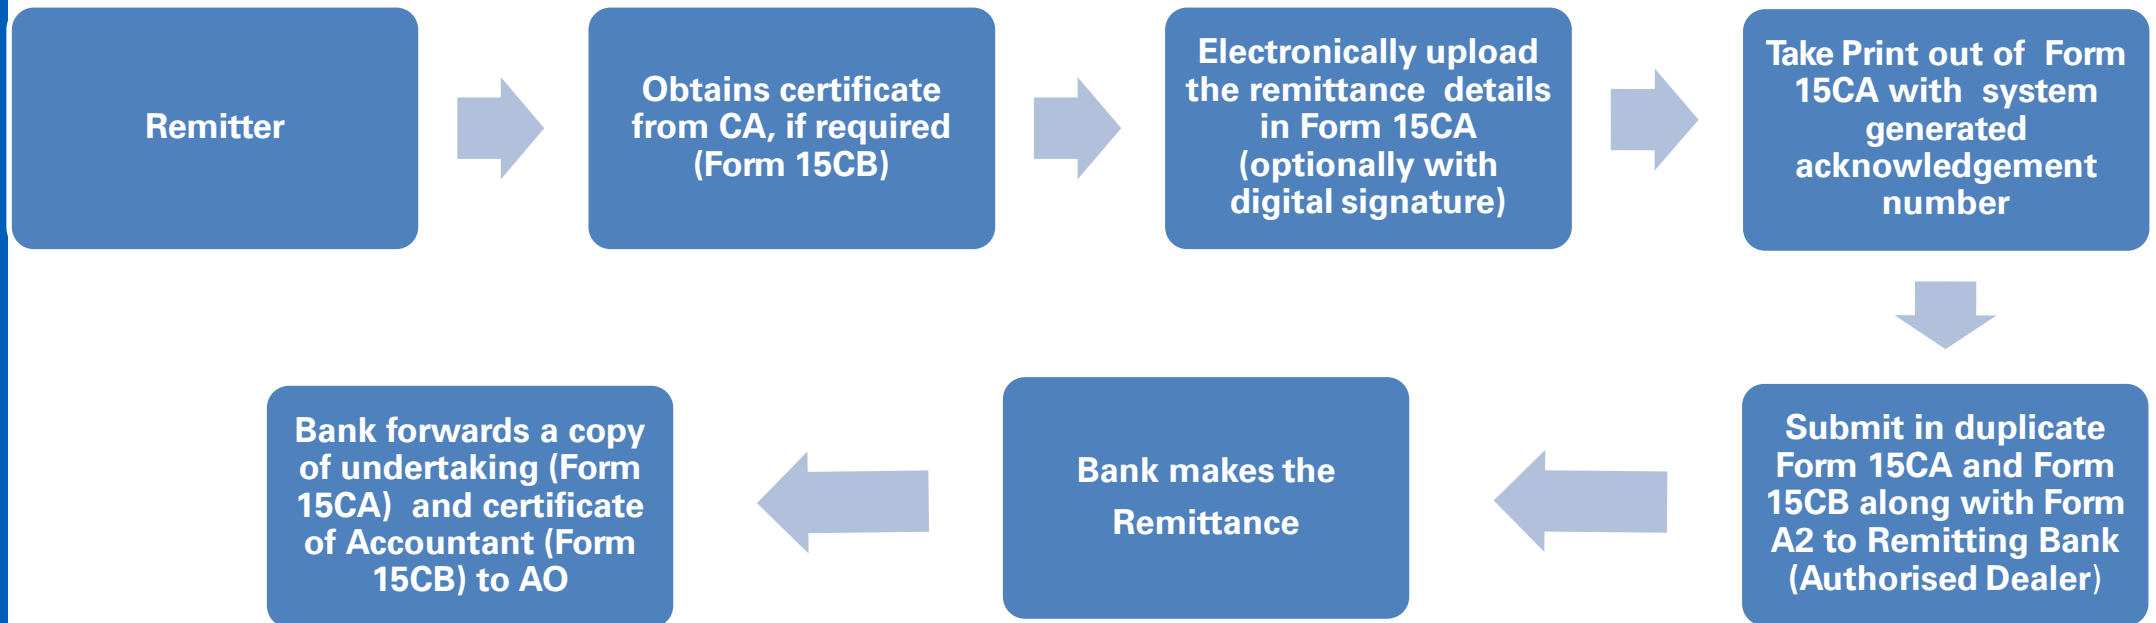 Remitter
Obtains certificate
from CA, if required
(Form 15CB)
Electronically upload
the remittance details
in Form 15CA
(optionally with
digital signature)
Take Print out of Form
15CA with system
generated
acknowledgement
number
Submit in duplicate
Form 15CA and Form
15CB along with Form
A2 to Remitting Bank
(Authorised Dealer)
Bank makes the
Remittance
Bank forwards a copy
of undertaking (Form
15CA) and certificate
of Accountant (Form
15CB) to AO